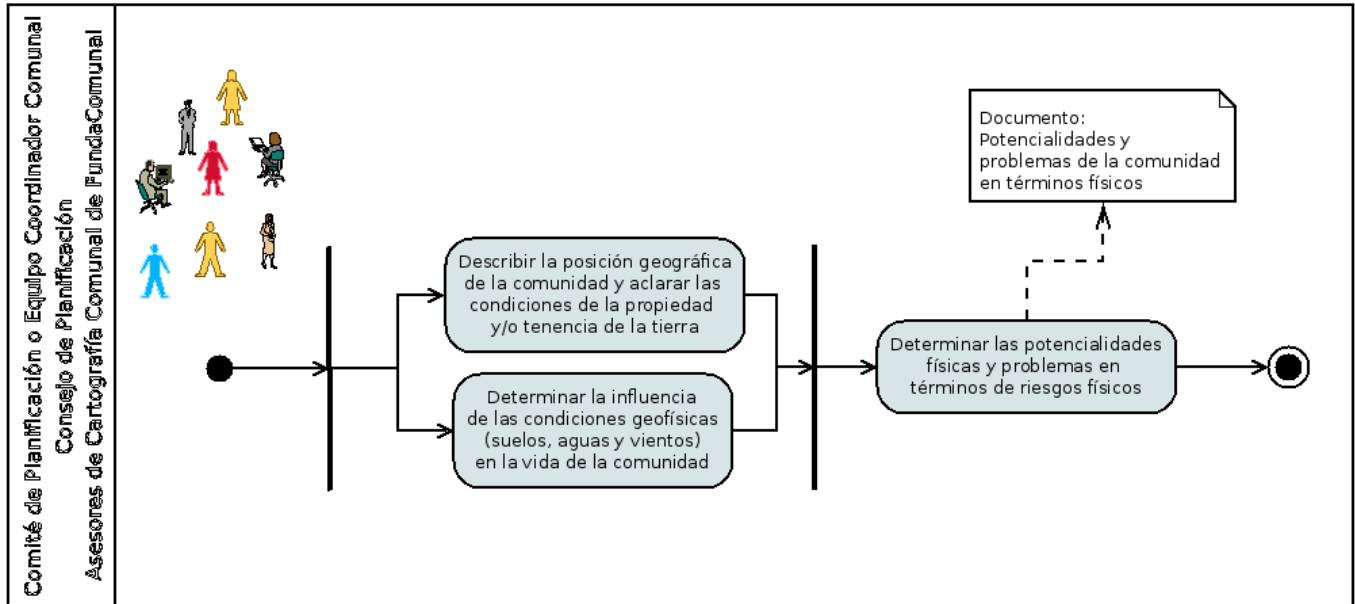 Comité de Planificación o Equipo Coordinador Comunal
Consejo de Planificación
Asesores de Cartografía Comunal de FundaComunal
Documento:
Potencialidades y
problemas de la comunidad
en términos físicos
Describir la posición geográfica
de la comunidad y aclarar las
condiciones de la propiedad
y/o tenencia de la tierra
Determinar la influencia
de las condiciones geofísicas
(suelos, aguas y vientos)
en la vida de la comunidad
Determinar las potencialidades
físicas y problemas en
términos de riesgos físicos